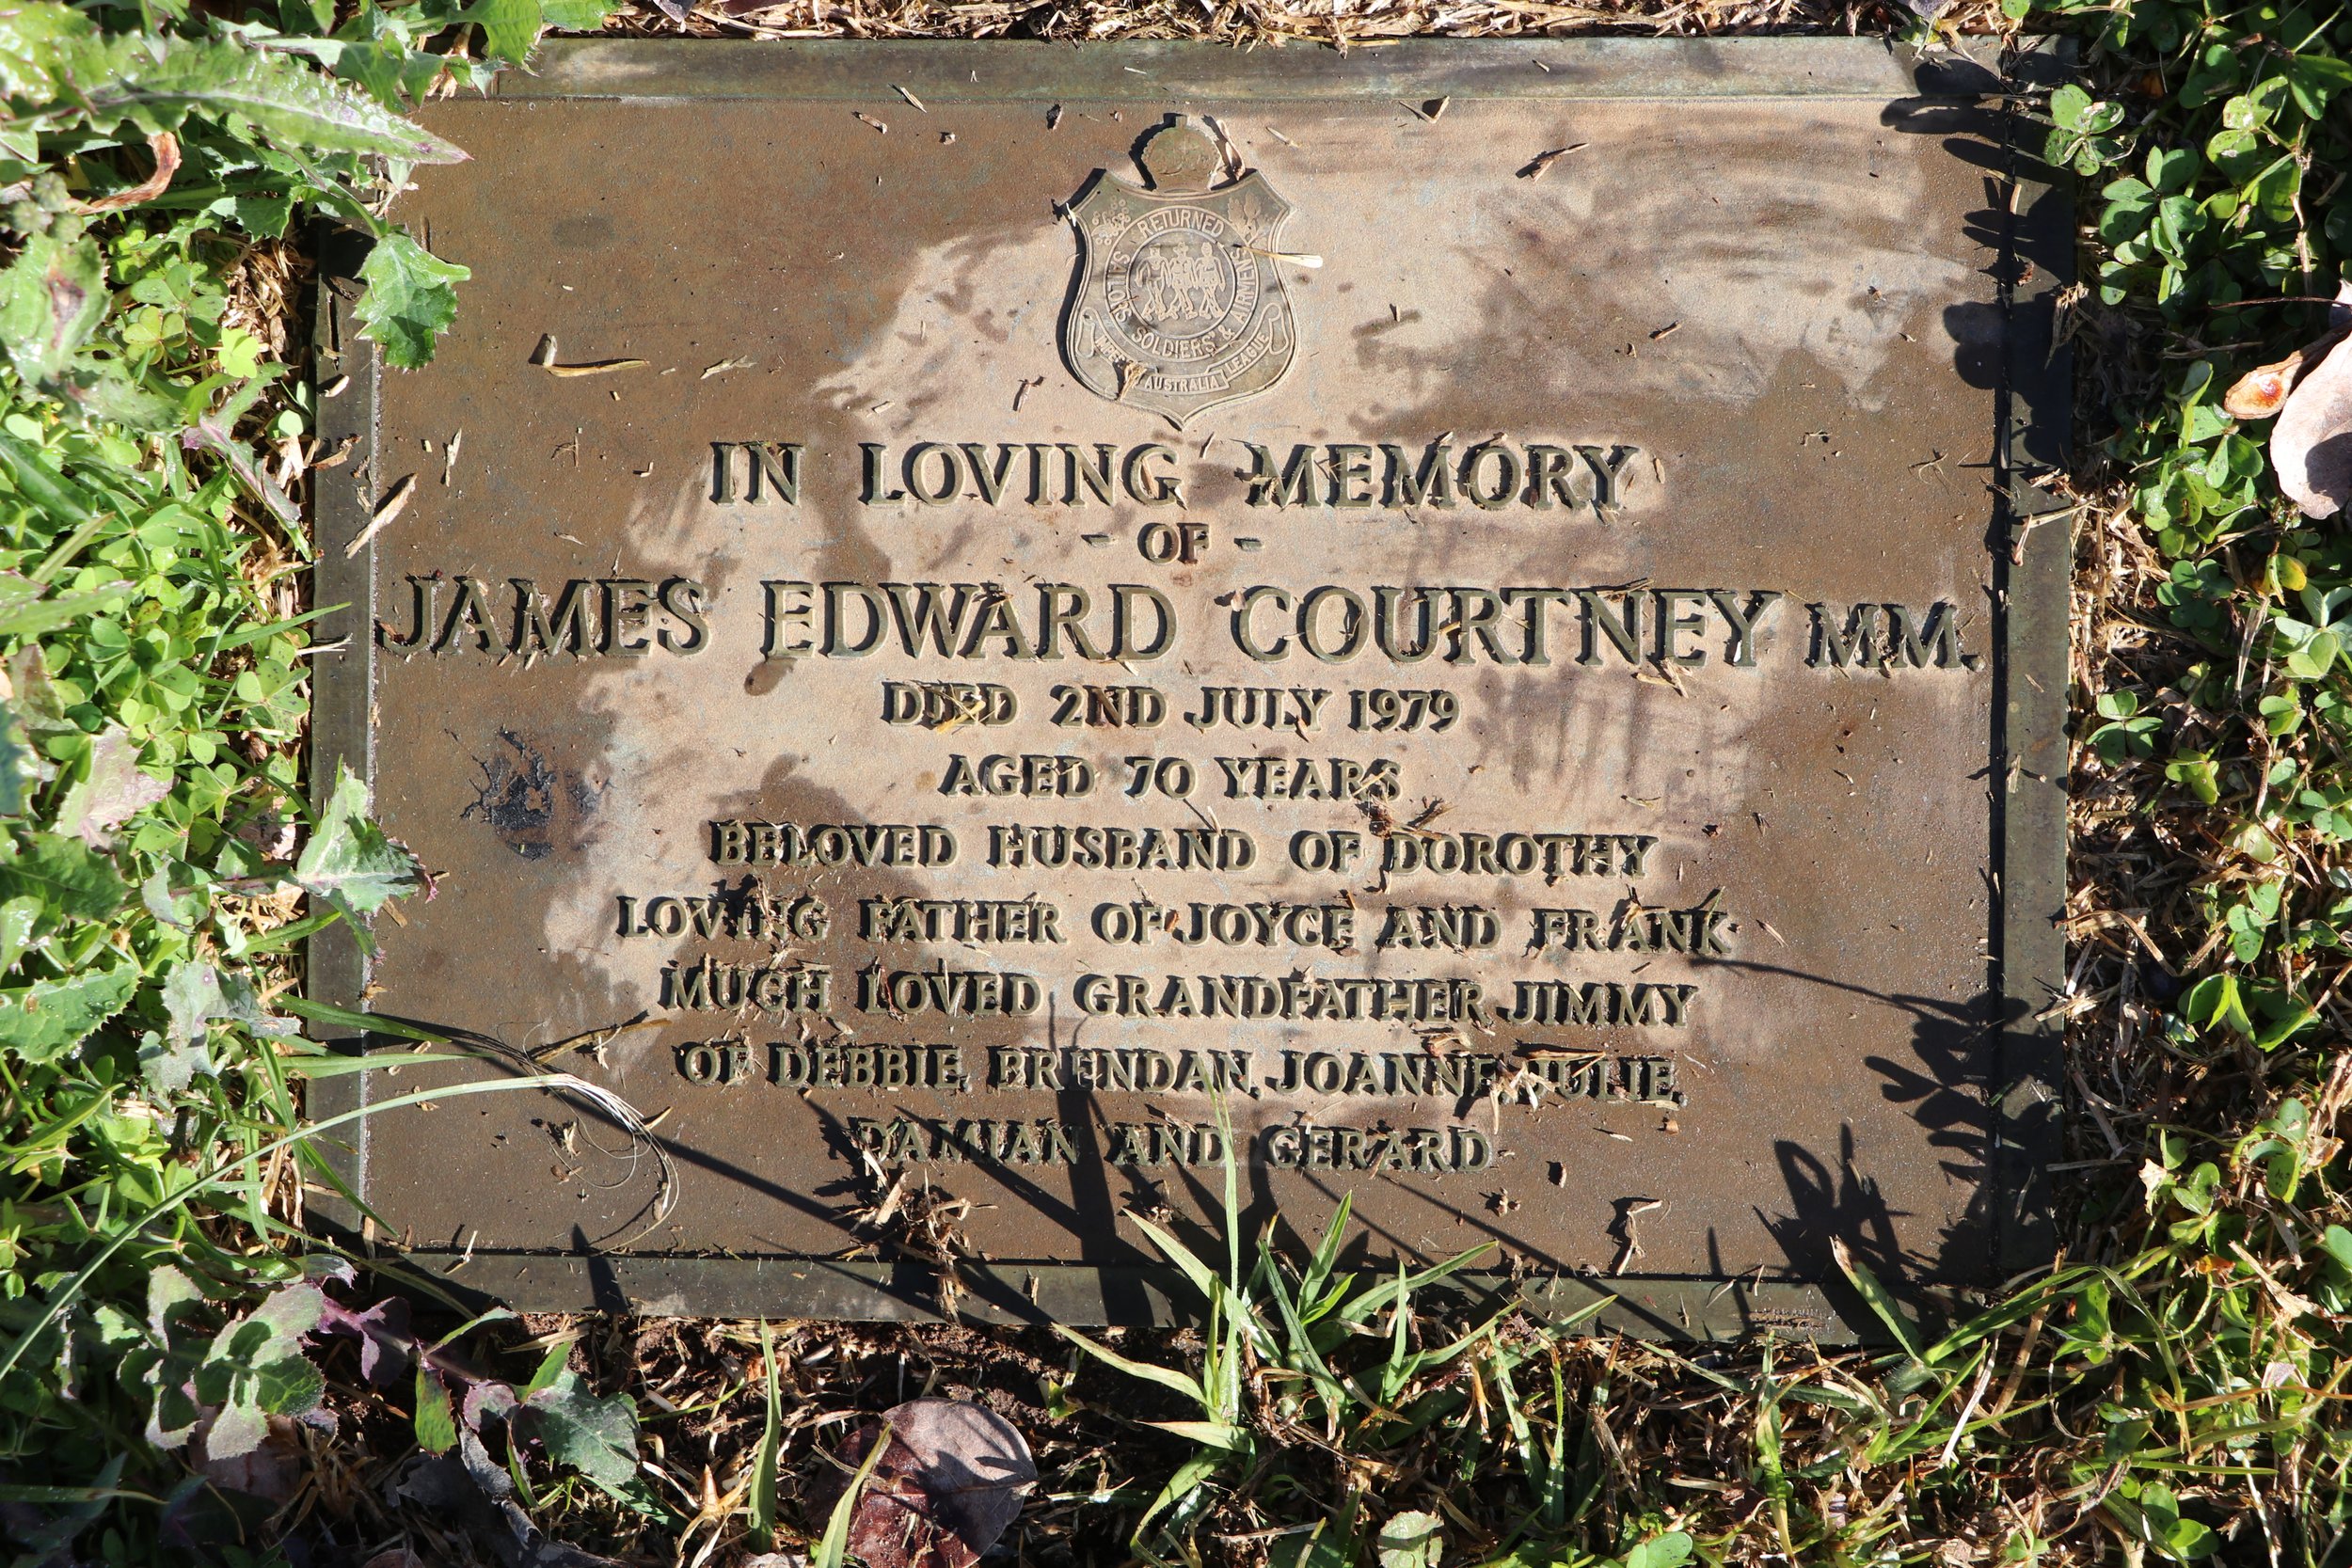 RETURNED
SAILORS SOLDIERS' & AIRMENS
AUSTRALIA
LEAGUE
IN LOVING MEMORY
- OF -
JAMES EDWARD COURTNEY MM.
DIED 2ND JULY 1979
AGED 70 YEARS
BELOVED HUSBAND OF DOROTHY
LOVING FATHER OF JOYCE AND FRANK
MUCH LOVED GRANDFATHER JIMMY
OF DEBBIE, BRENDAN, JOANNE, JULIE,
DAMIAN AND GERARD